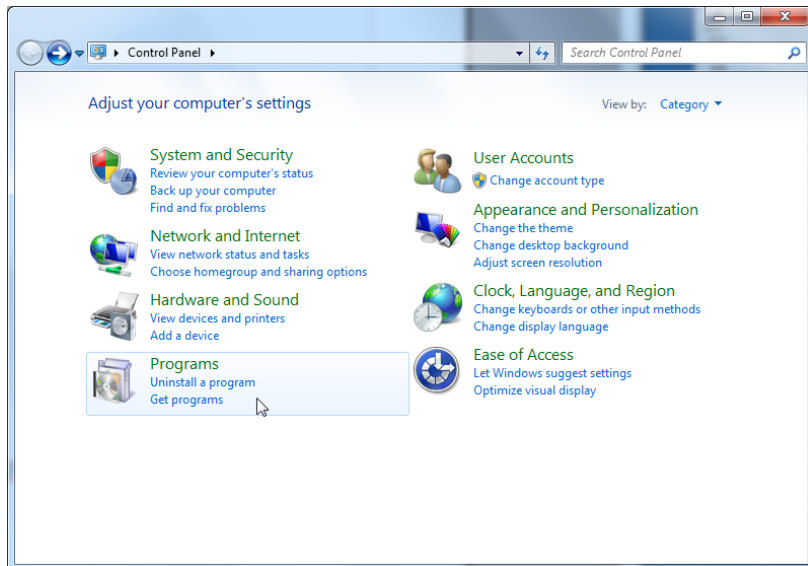 Control Panel
Search Control Panel
Adjust your computer's settings
View by: Category
System and Security
Review your computer's status
Back up your computer
Find and fix problems
Network and Internet
View network status and tasks
Choose homegroup and sharing options
Hardware and Sound
View devices and printers
Add a device
Programs
Uninstall a program
Get programs
User Accounts
Change account type
Appearance and Personalization
Change the theme
Change desktop background
Adjust screen resolution
Clock, Language, and Region
Change keyboards or other input methods
Change display language
Ease of Access
Let Windows suggest settings
Optimize visual display